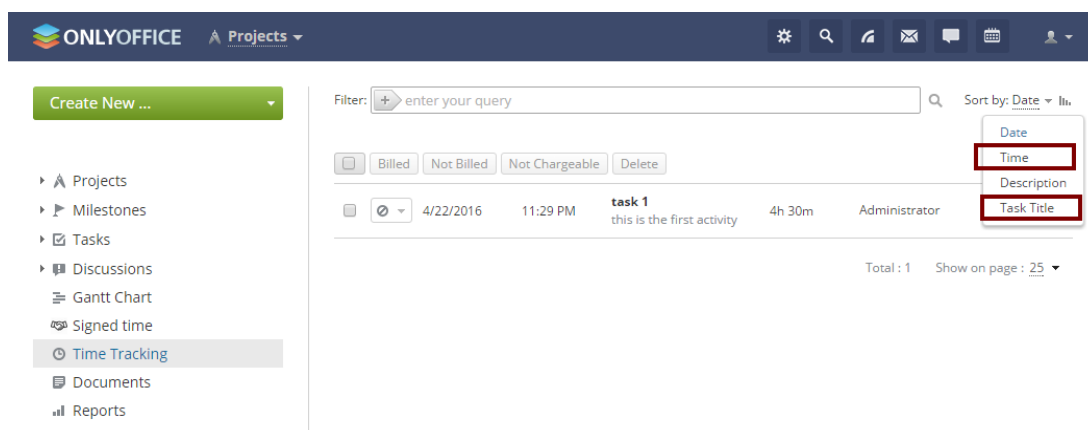 ONLYOFFICE Projects
Create New ...
Filter: + enter your query Sort by: Date
Date
Time
Description
Task Title
Billed Not Billed Not Chargeable Delete
4/22/2016 11:29 PM task 1 4h 30m Administrator
this is the first activity
Total : 1 Show on page : 25
Projects
Milestones
Tasks
Discussions
Gantt Chart
Signed time
Time Tracking
Documents
Reports